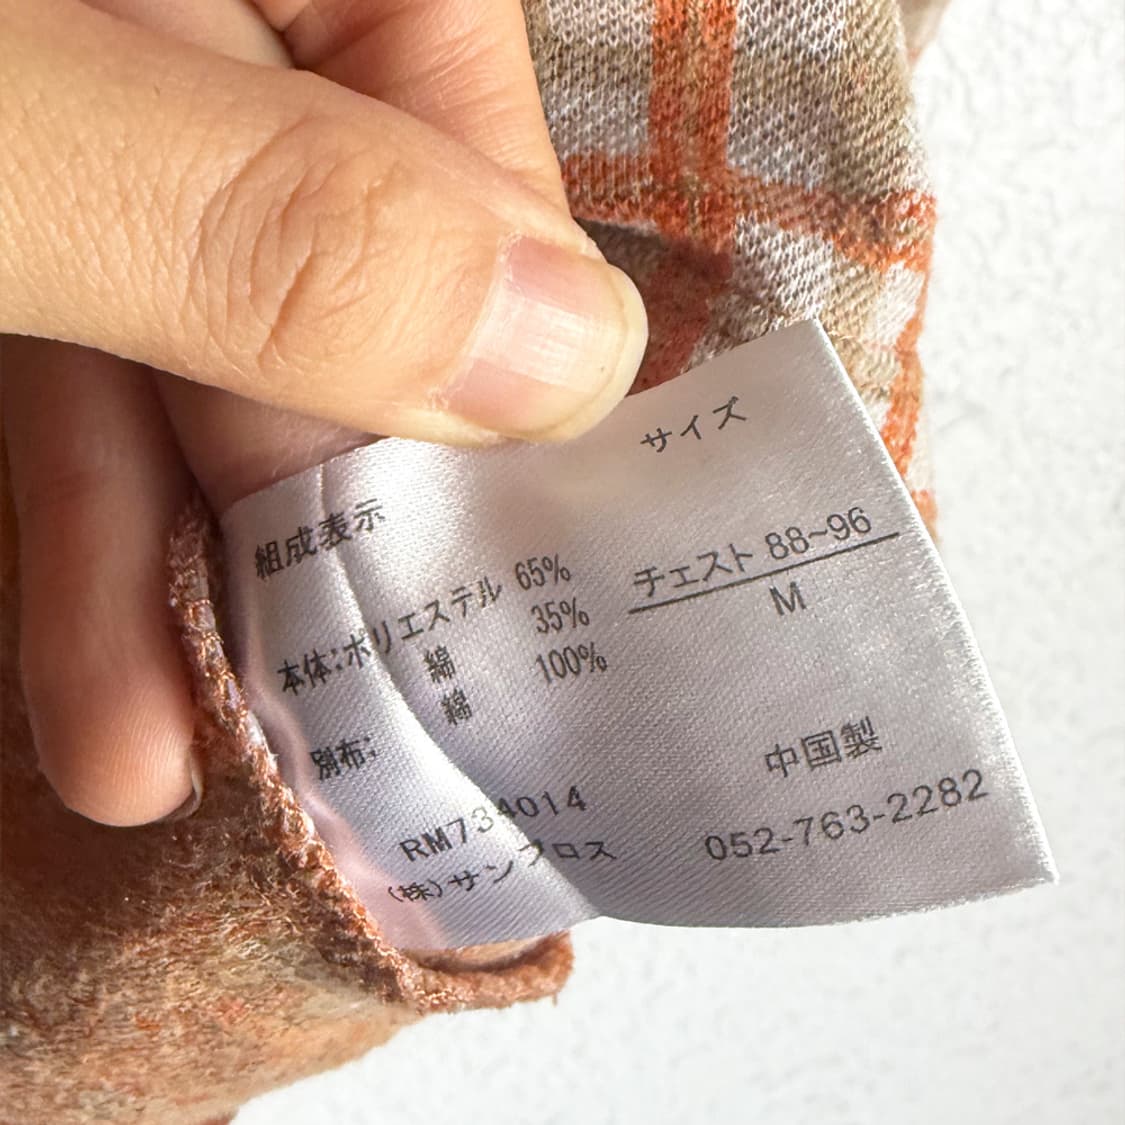 サイズ
チェスト 88~96
M
組成表示
本体:ポリエステル 65%
綿 35%
別布: 綿 100%
中国製
RM734014
(株)サンブロス 052-763-2282